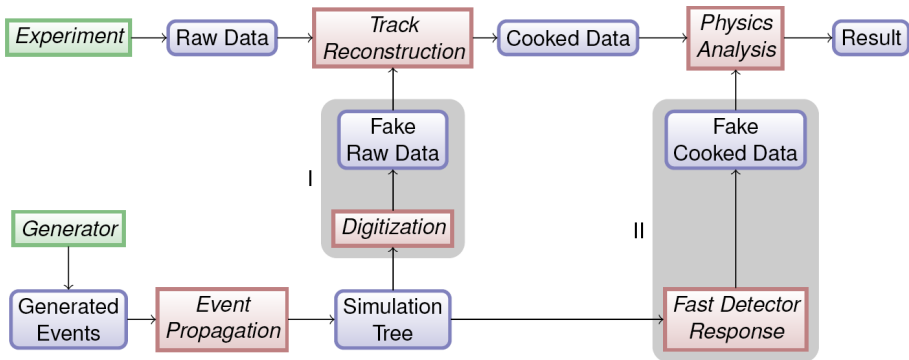 Experiment
Raw Data
Track
Reconstruction
Cooked Data
Physics
Analysis
Result
Fake
Raw Data
Fake
Cooked Data
I
Digitization
II
Generator
Generated
Events
Event
Propagation
Simulation
Tree
Fast Detector
Response